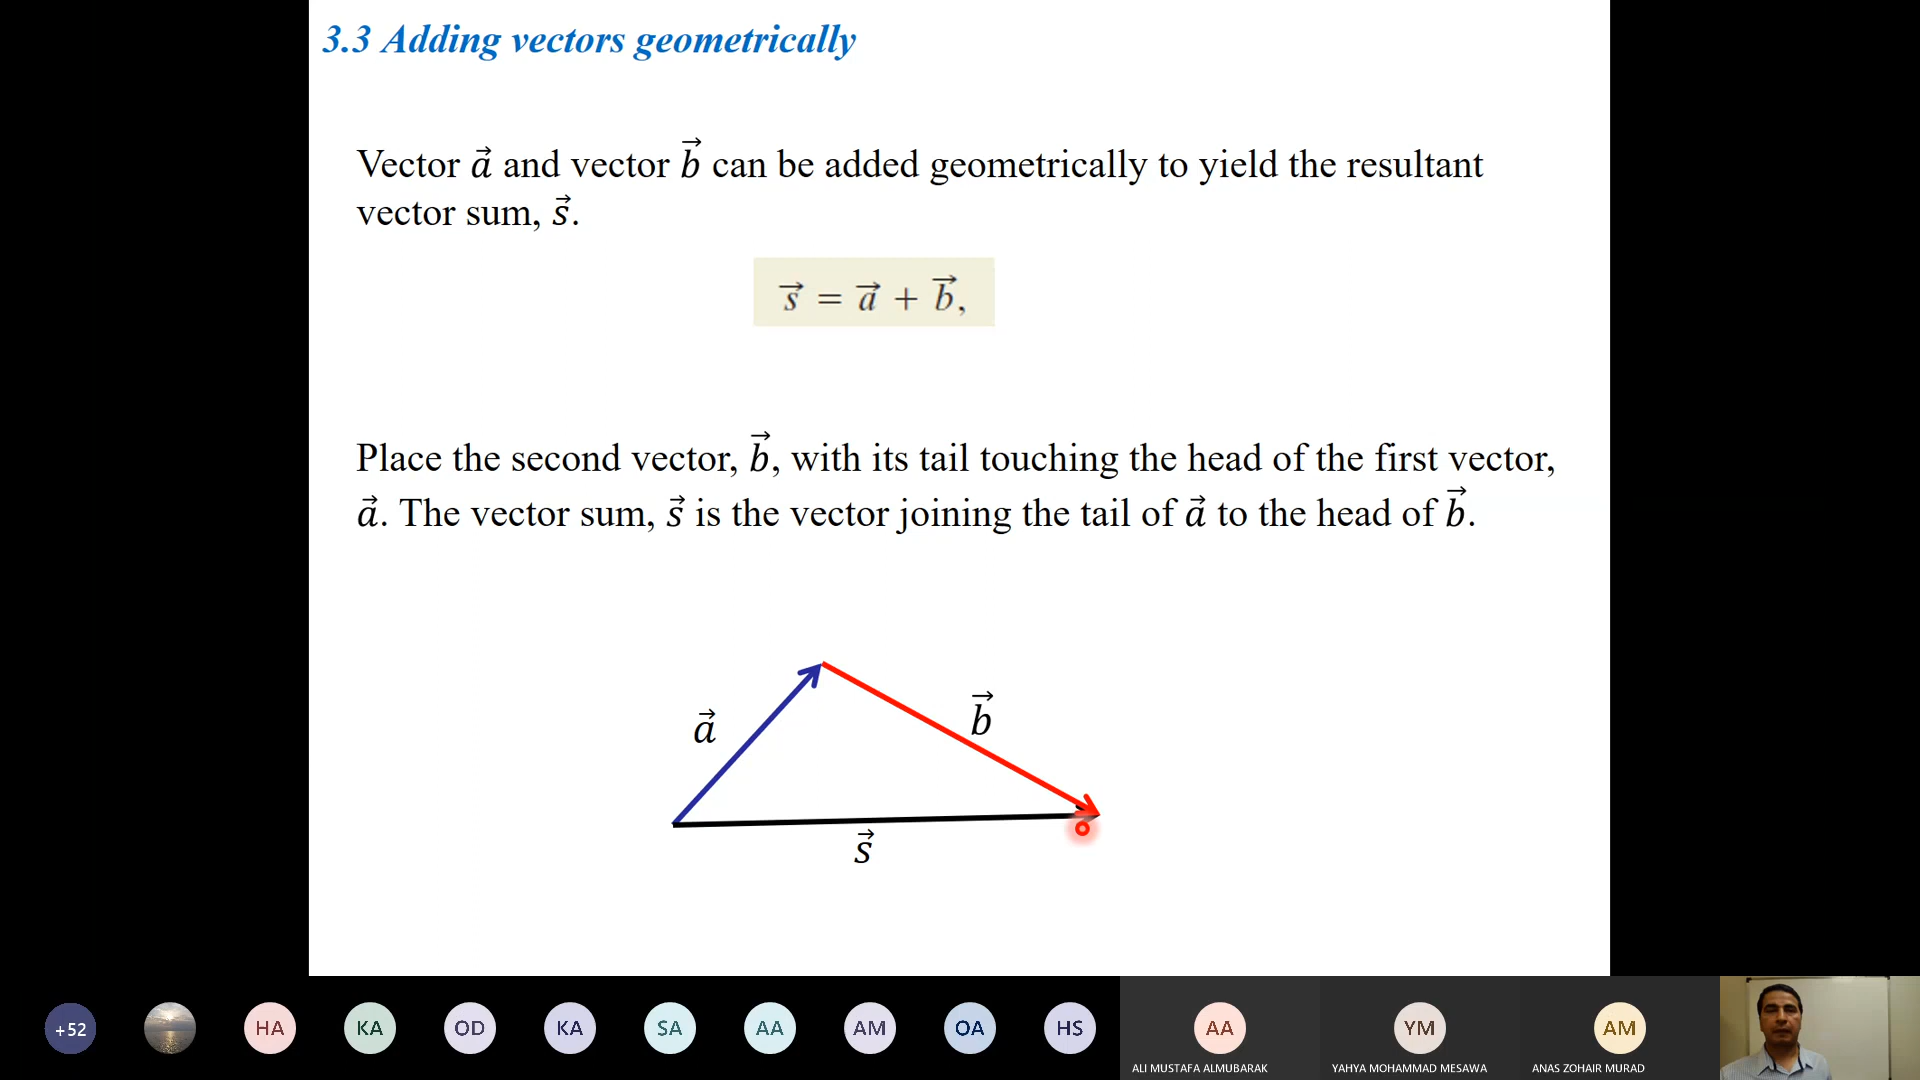 3.3 Adding vectors geometrically
Vector a⃗ and vector b⃗ can be added geometrically to yield the resultant
vector sum, s⃗.
s⃗ = a⃗ + b⃗,
Place the second vector, b⃗, with its tail touching the head of the first vector,
a⃗. The vector sum, s⃗ is the vector joining the tail of a⃗ to the head of b⃗.
a⃗
b⃗
s⃗
+52 HA KA OD KA SA AA AM OA HS AA YM AM
ALI MUSTAFA ALMUBARAK YAHYA MOHAMMAD MESAWA ANAS ZOHAIR MURAD